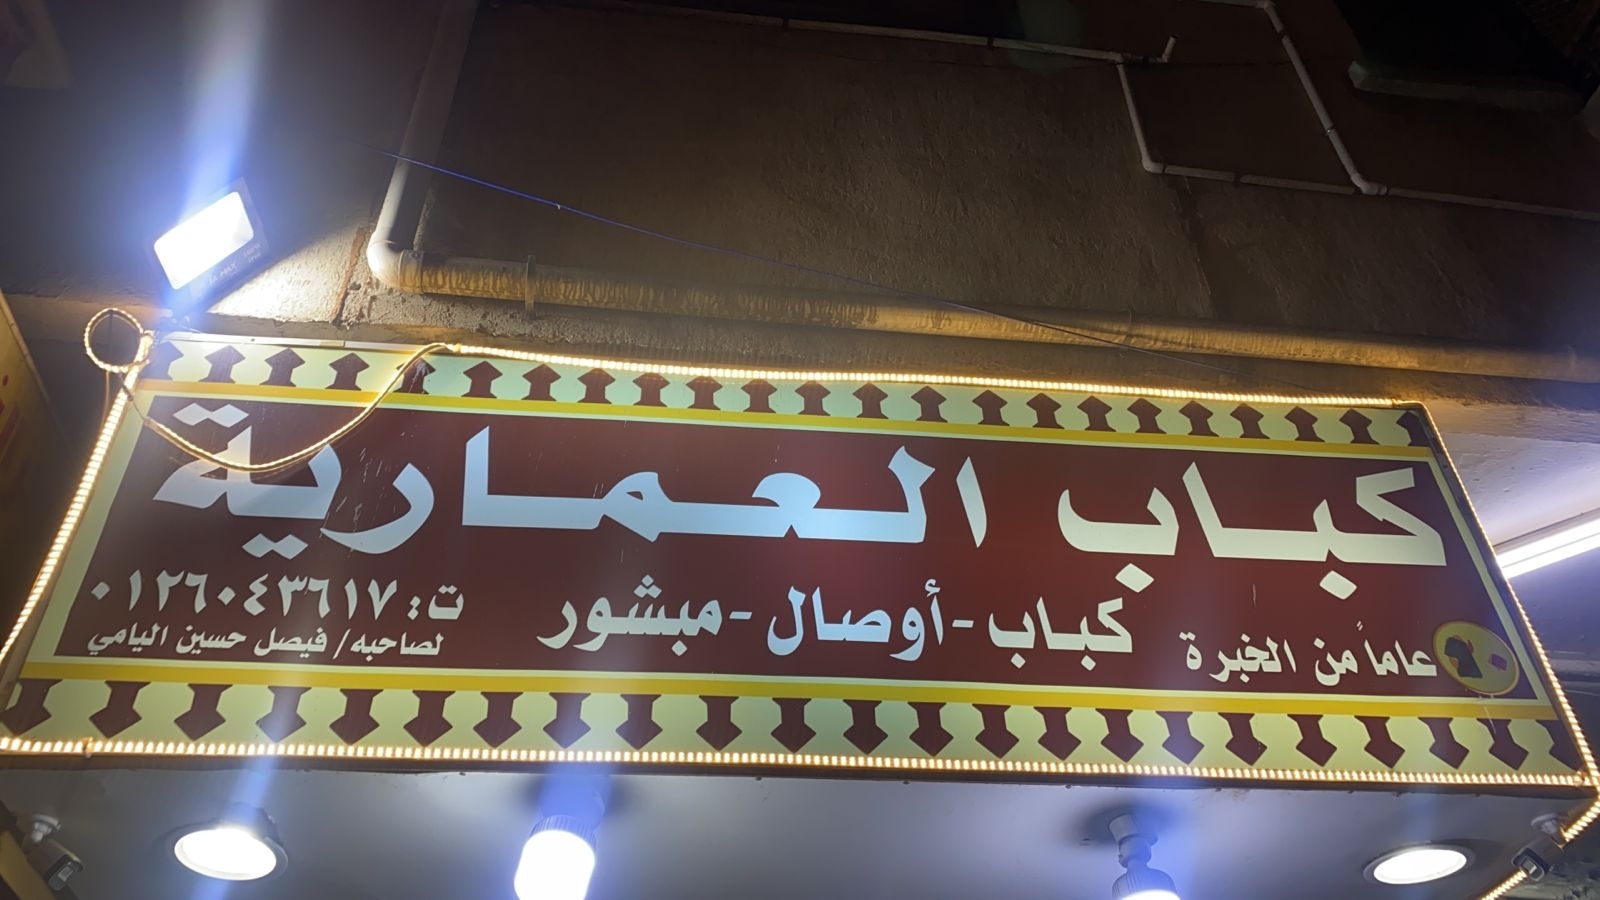 كباب العمارية
عاماً من الخبرة
كباب - أوصال - مبشور
ت: ٠١٢٦٠٤٣٦١٧
لصاحبه / فيصل حسين اليامي